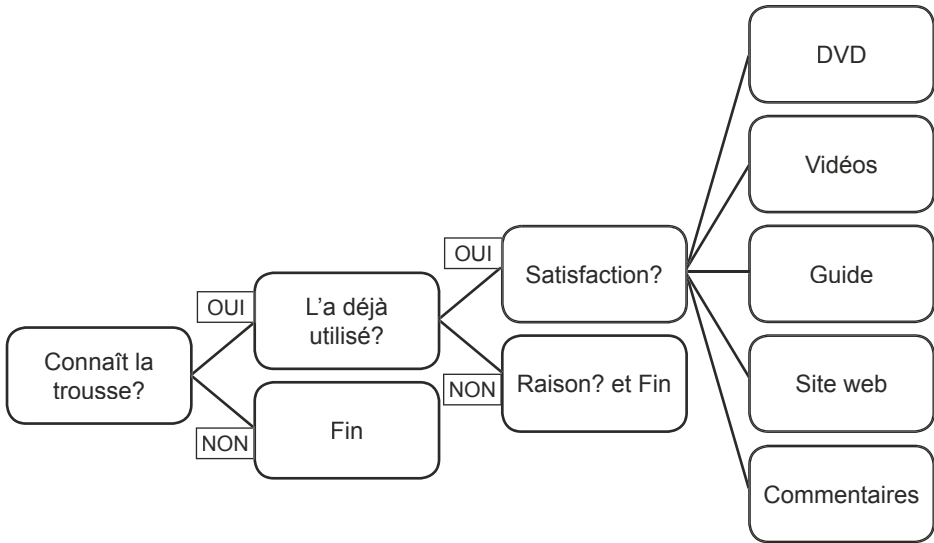 Connaît la
trousse?
OUI
NON
L'a déjà
utilisé?
Fin
OUI
NON
Satisfaction?
Raison? et Fin
DVD
Vidéos
Guide
Site web
Commentaires